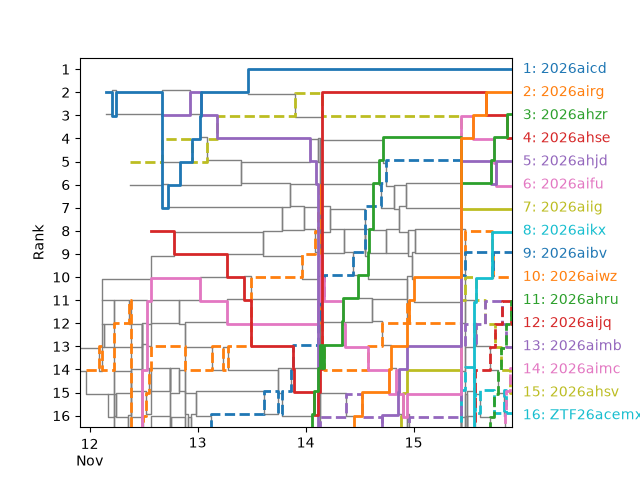 1
2
3
4
5
6
7
8
9
10
11
12
13
14
15
16
Rank
12
13
14
15
Nov
1: 2026aicd
2: 2026airg
3: 2026ahzr
4: 2026ahse
5: 2026ahjd
6: 2026aifu
7: 2026aiig
8: 2026aikx
9: 2026aibv
10: 2026aiwz
11: 2026ahru
12: 2026aijq
13: 2026aimb
14: 2026aimc
15: 2026ahsv
16: ZTF26acemx